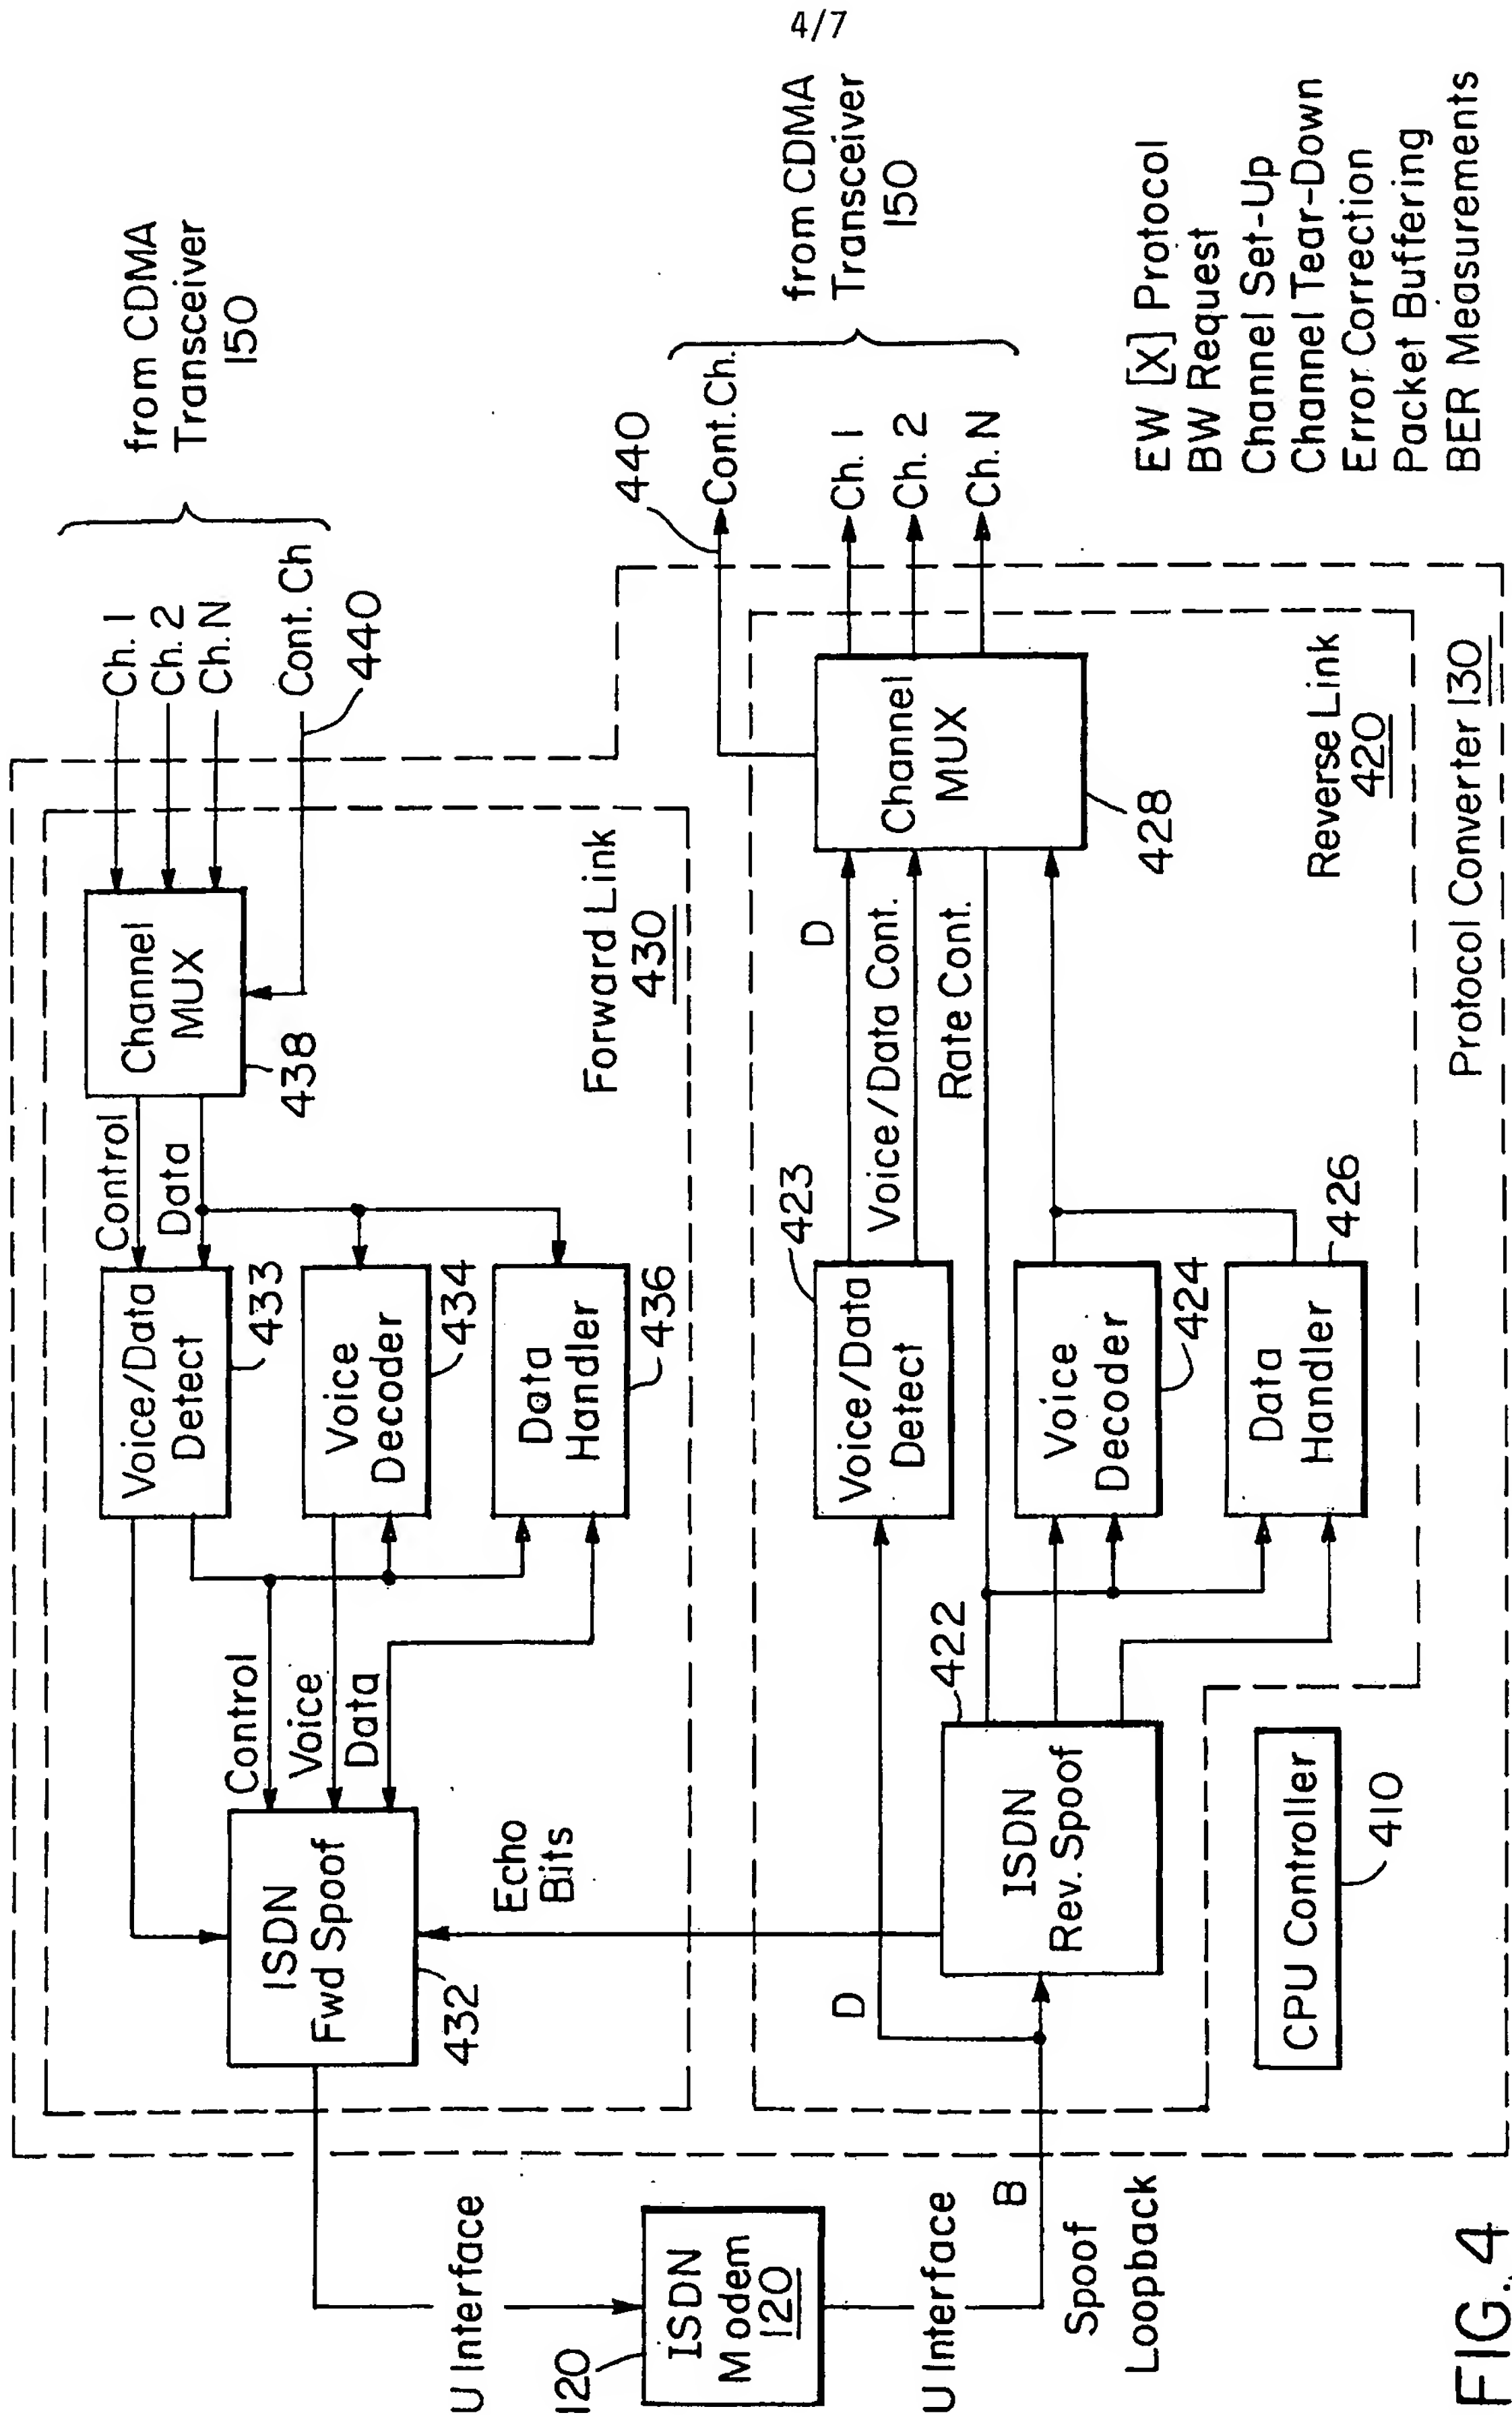 4/7
from CDMA
Transceiver
150
Ch. 1
Ch. 2
Ch. N
Cont. Ch
440
Channel
MUX
438
Control
Data
Voice/Data
Detect
433
Voice
Decoder
434
Data
Handler
436
Forward Link
430
Control
Voice
Data
ISDN
Fwd Spoof
432
Echo
Bits
U Interface
120
ISDN
Modem
120
U Interface
B
Spoof
Loopback
D
ISDN
Rev. Spoof
422
Voice/Data
Detect
423
Voice
Decoder
424
Data
Handler
426
D
Voice/Data Cont.
Rate Cont.
Channel
MUX
428
440
Cont. Ch.
Ch. 1
Ch. 2
Ch. N
from CDMA
Transceiver
150
Reverse Link
420
CPU Controller
410
Protocol Converter 130
EW [X] Protocol
BW Request
Channel Set-Up
Channel Tear-Down
Error Correction
Packet Buffering
BER Measurements
FIG. 4